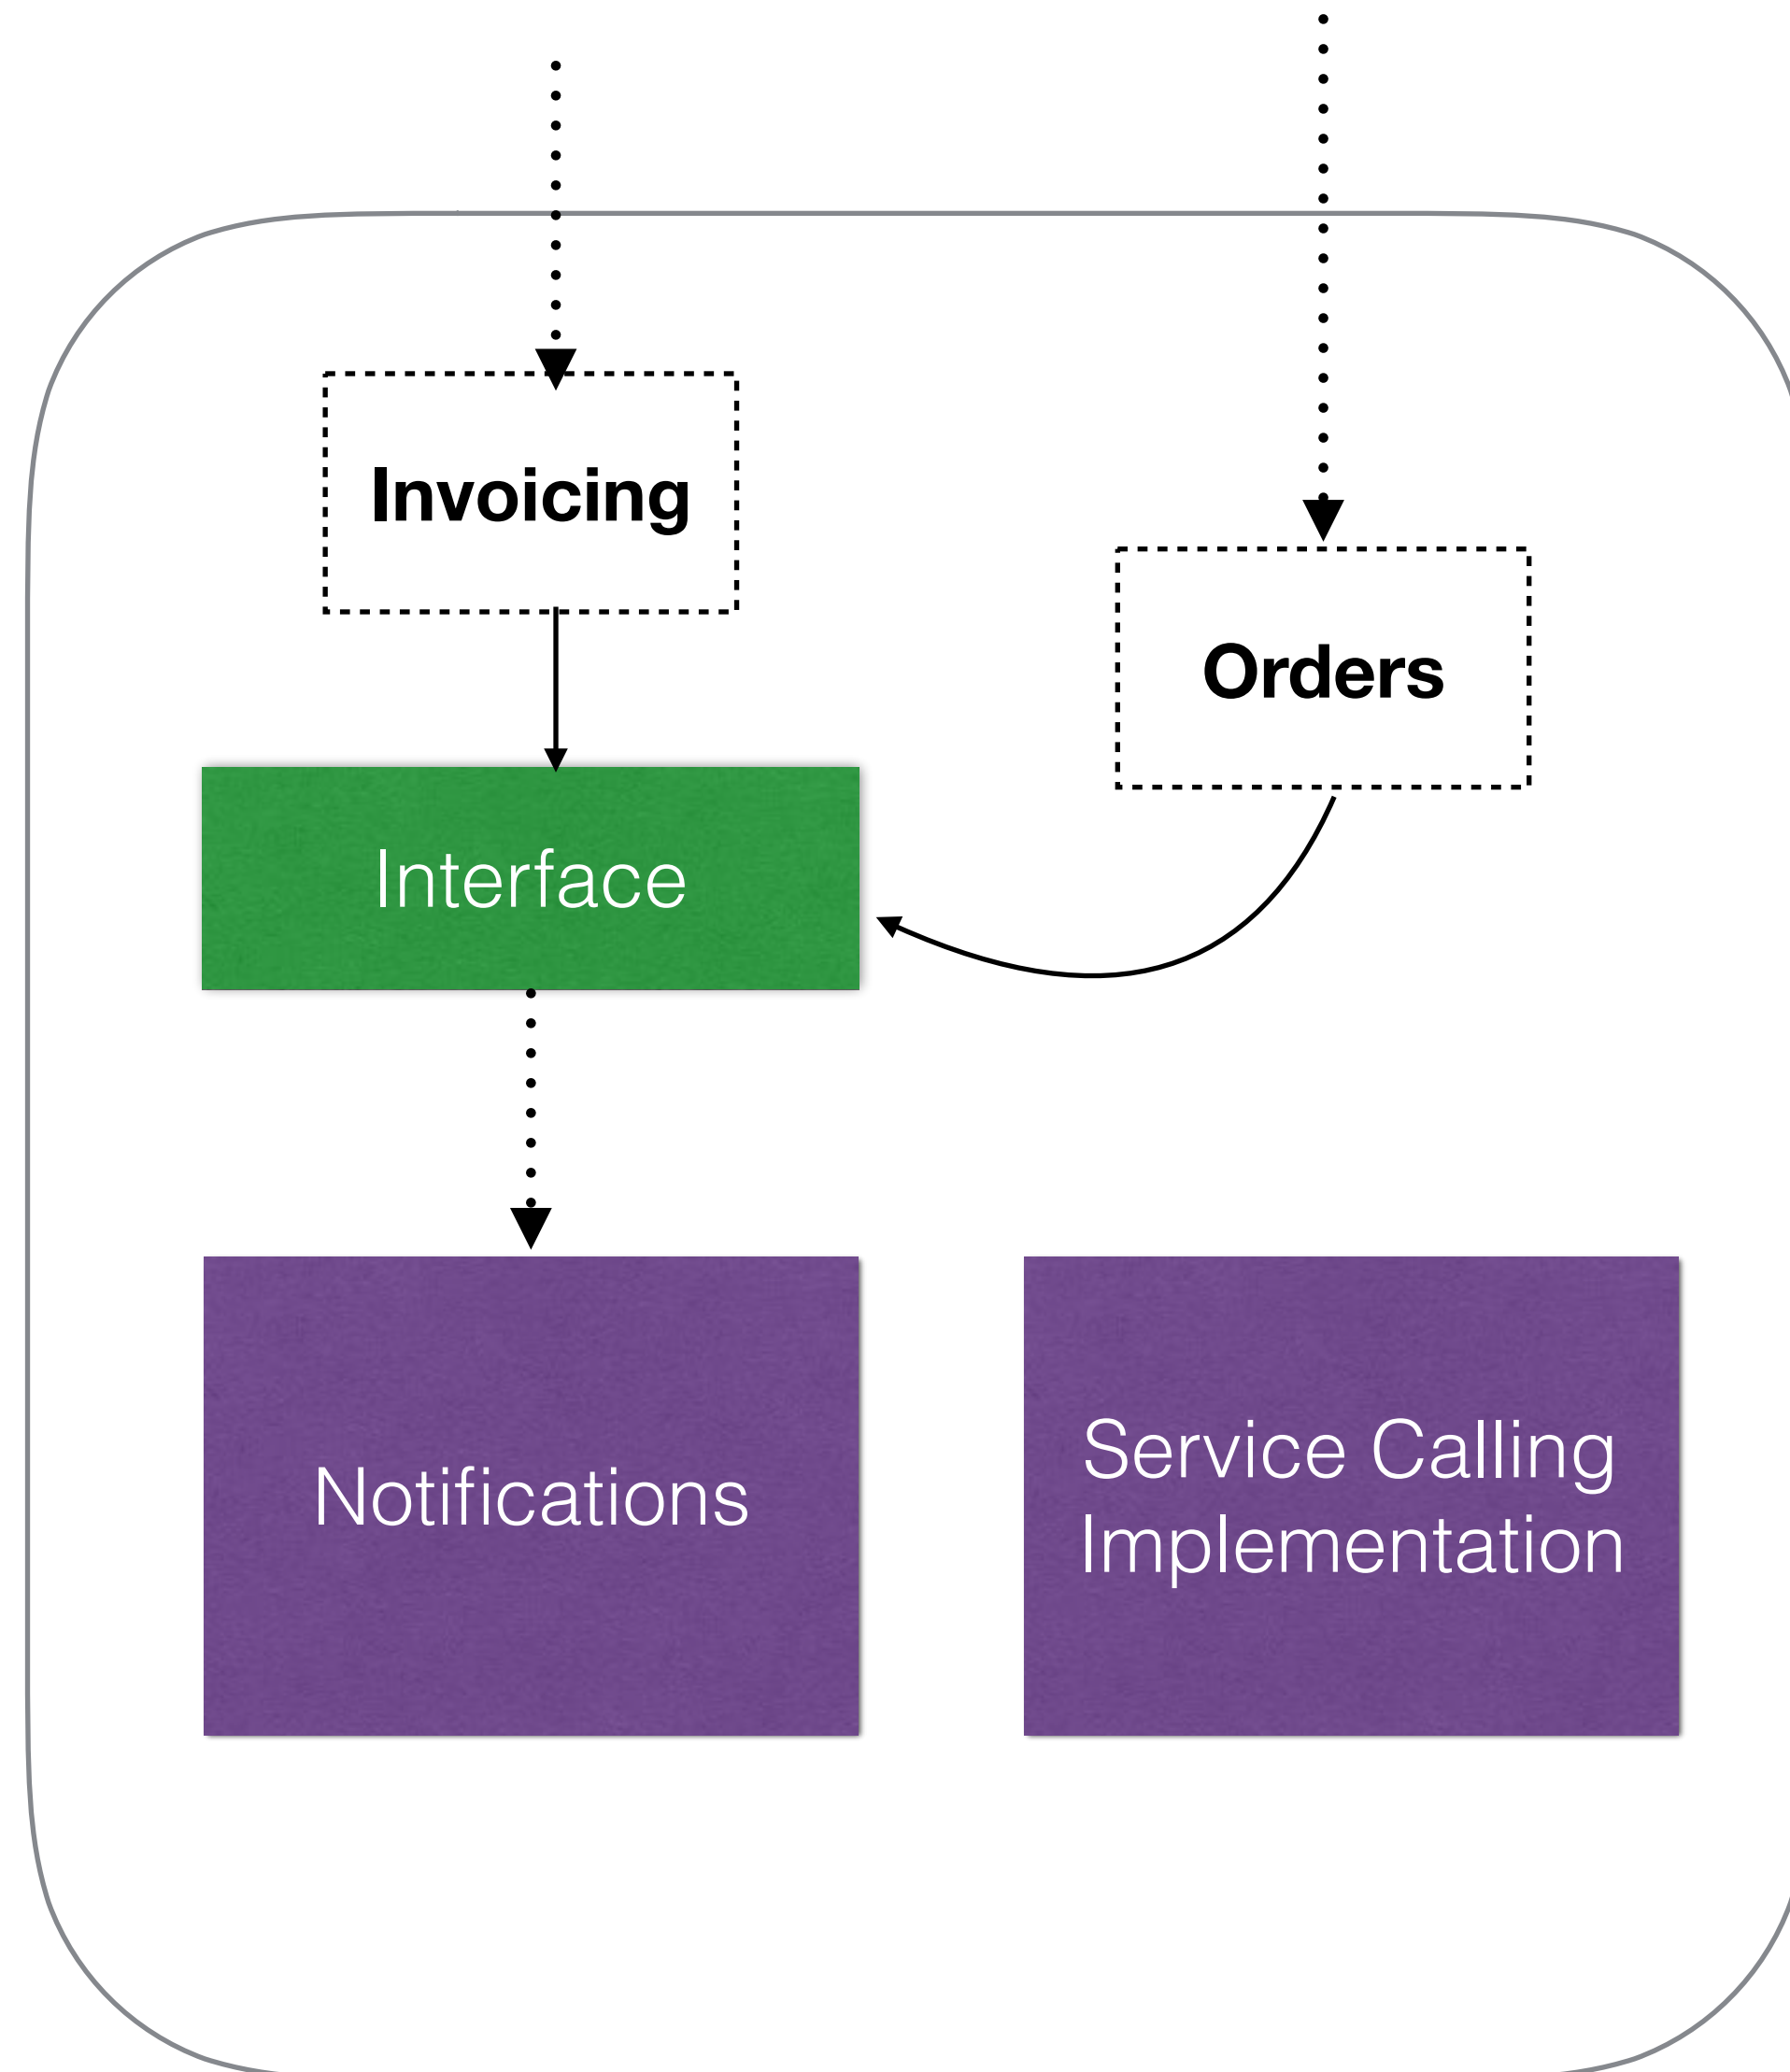 Invoicing
Orders
Interface
Notifications
Service Calling
Implementation